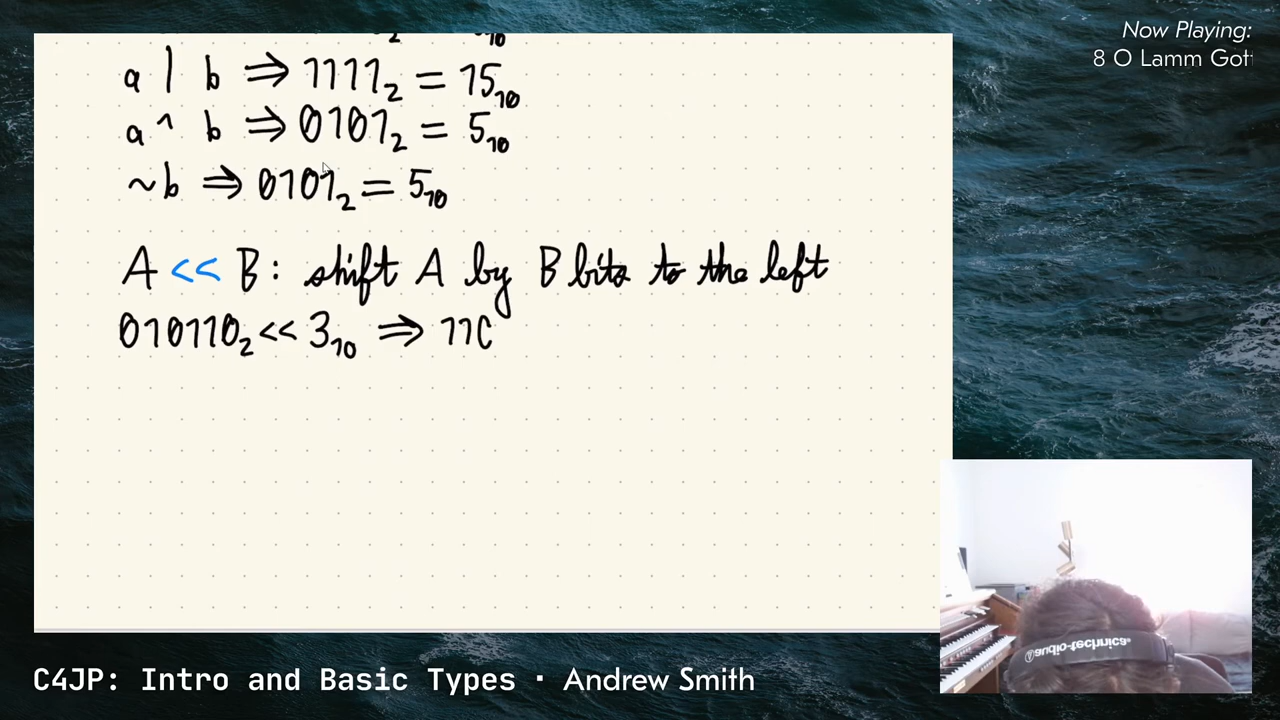 Now Playing:
8 O Lamm Got
a | b ⇒ 1111₂ = 15₁₀
a ^ b ⇒ 0101₂ = 5₁₀
~b ⇒ 0101₂ = 5₁₀
A << B: shift A by B bits to the left
010110₂ << 3₁₀ ⇒ 110
audio-technica
C4JP: Intro and Basic Types · Andrew Smith